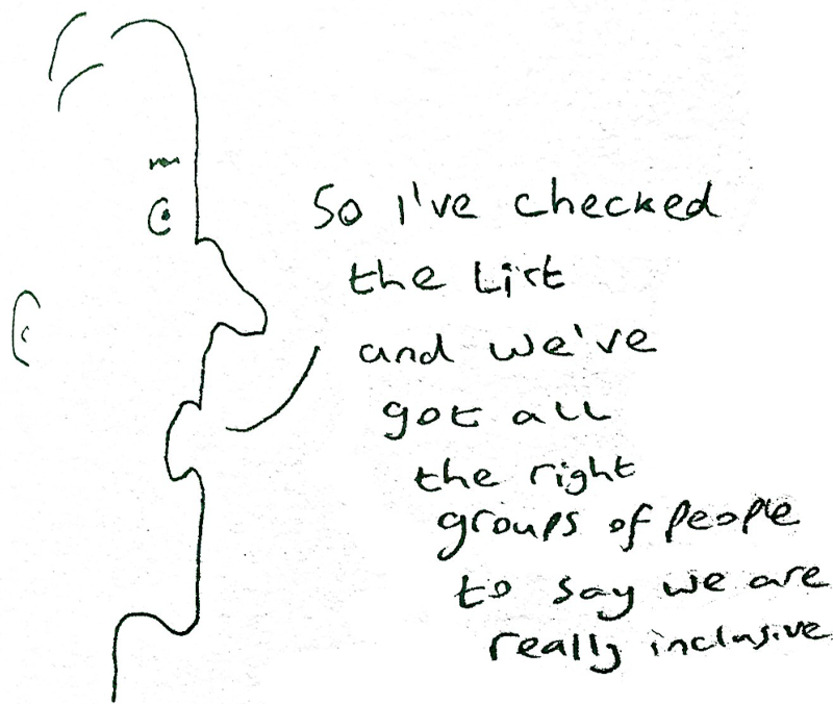 So I've checked
the List
and we've
got all
the right
groups of people
to say we are
really inclusive